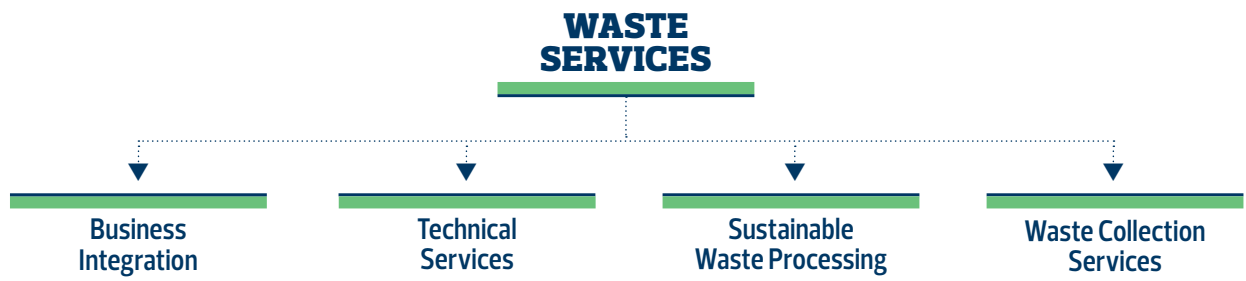 WASTE
SERVICES
Business
Integration
Technical
Services
Sustainable
Waste Processing
Waste Collection
Services